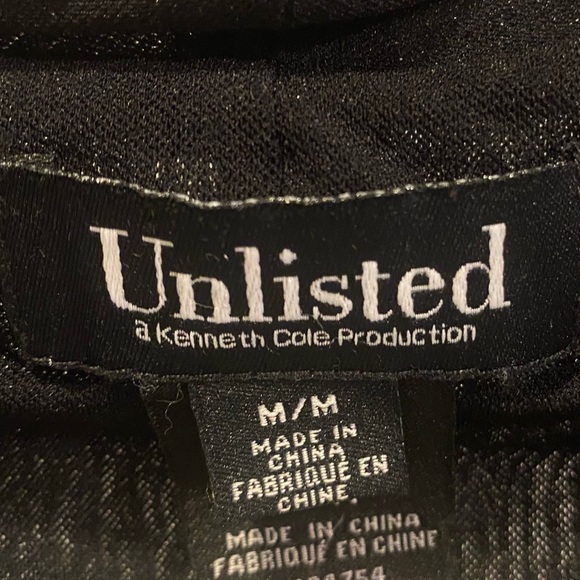 Unlisted
a Kenneth Cole Production
M/M
MADE IN
CHINA
FABRIQUÉ EN
CHINE.
MADE IN CHINA
FABRIQUÉ EN CHINE